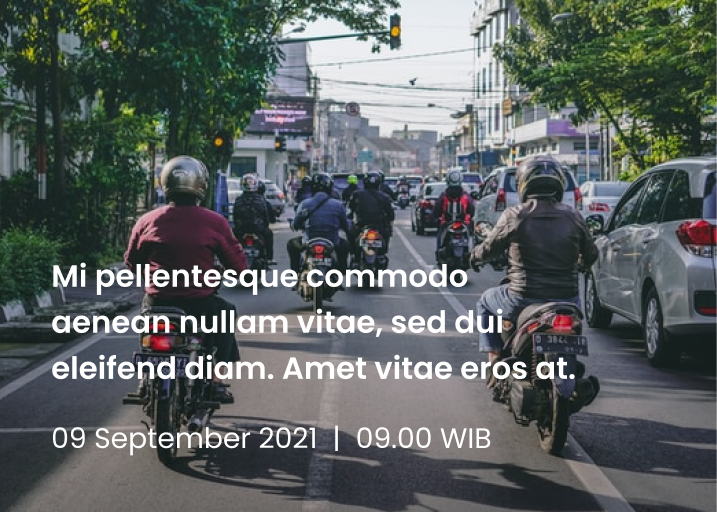 Mi pellentesque commodo
aenean nullam vitae, sed dui
eleifend diam. Amet vitae eros at.
09 September 2021 | 09.00 WIB